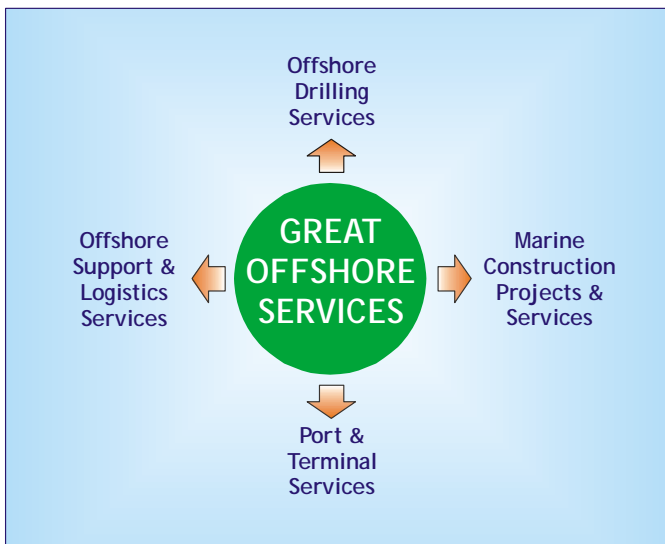 Offshore
Drilling
Services
Offshore
Support &
Logistics
Services
GREAT
OFFSHORE
SERVICES
Marine
Construction
Projects &
Services
Port &
Terminal
Services